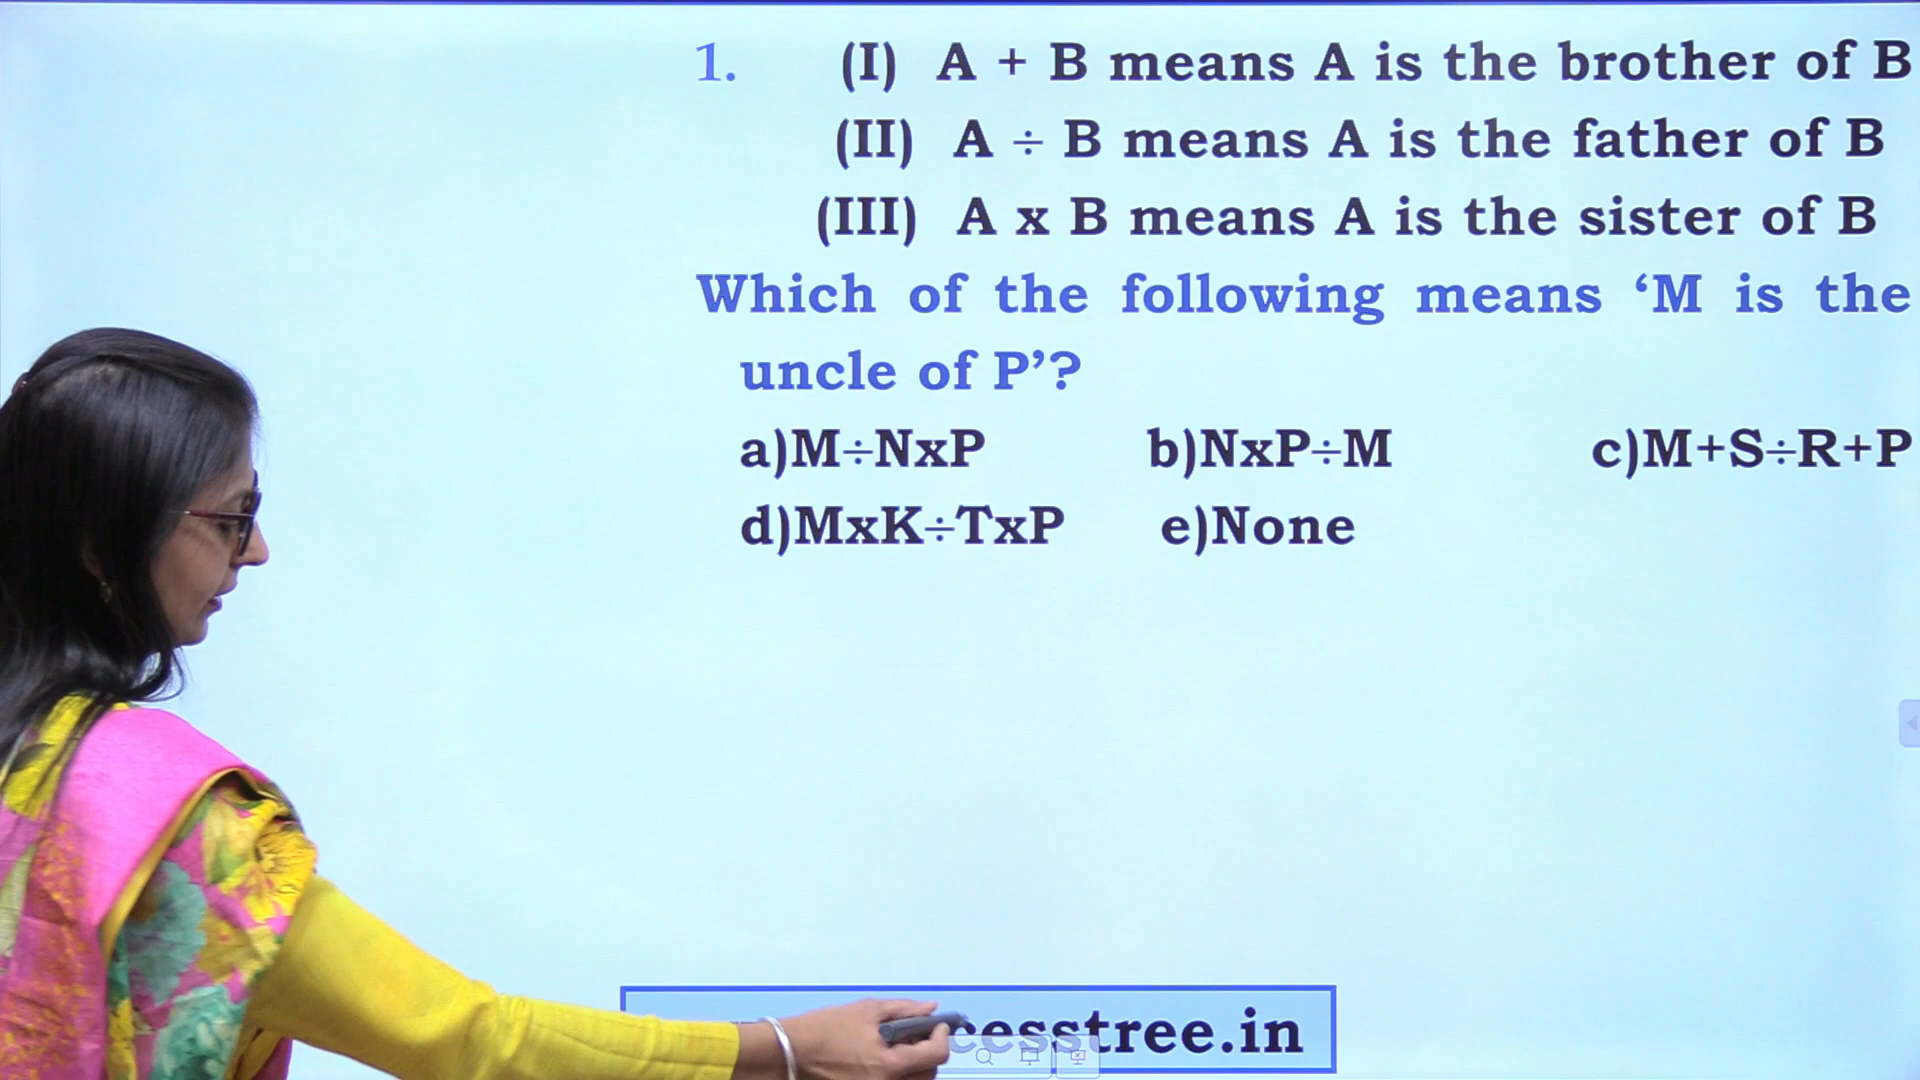 1. (I) A + B means A is the brother of B
(II) A ÷ B means A is the father of B
(III) A x B means A is the sister of B
Which of the following means ‘M is the
uncle of P’?
a)M÷NxP b)NxP÷M c)M+S÷R+P
d)MxK÷TxP e)None
cesstree.in